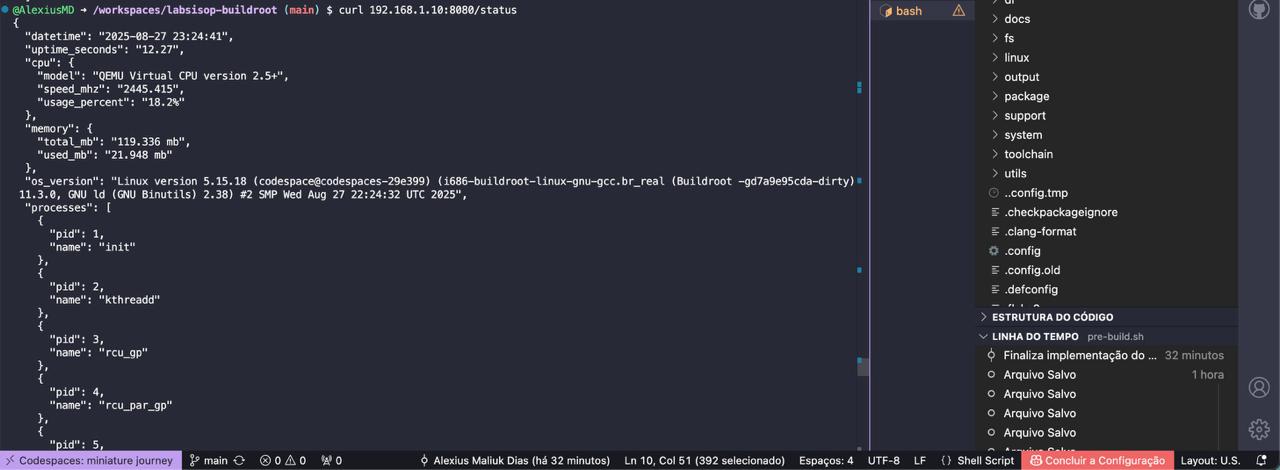 @AlexiusMD → /workspaces/labsisop-buildroot (main) $ curl 192.168.1.10:8080/status
{
"datetime": "2025-08-27 23:24:41",
"uptime_seconds": "12.27",
"cpu": {
"model": "QEMU Virtual CPU version 2.5+",
"speed_mhz": "2445.415",
"usage_percent": "18.2%"
},
"memory": {
"total_mb": "119.336 mb",
"used_mb": "21.948 mb"
},
"os_version": "Linux version 5.15.18 (codespace@codespaces-29e399) (i686-buildroot-linux-gnu-gcc.br_real (Buildroot -gd7a9e95cda-dirty)
11.3.0, GNU ld (GNU Binutils) 2.38) #2 SMP Wed Aug 27 22:24:32 UTC 2025",
"processes": [
{
"pid": 1,
"name": "init"
},
{
"pid": 2,
"name": "kthreadd"
},
{
"pid": 3,
"name": "rcu_gp"
},
{
"pid": 4,
"name": "rcu_par_gp"
},
{
"pid": 5,
bash
docs
fs
linux
output
package
support
system
toolchain
utils
..config.tmp
.checkpackageignore
.clang-format
.config
.config.old
.defconfig
ESTRUTURA DO CÓDIGO
LINHA DO TEMPO pre-build.sh
Finaliza implementação do ... 32 minutos
Arquivo Salvo 1 hora
Arquivo Salvo
Arquivo Salvo
Arquivo Salvo
Codespaces: miniature journey main 0 0 0 Alexius Maliuk Dias (há 32 minutos) Ln 10, Col 51 (392 selecionado) Espaços: 4 UTF-8 LF {} Shell Script Concluir a Configuração Layout: U.S.